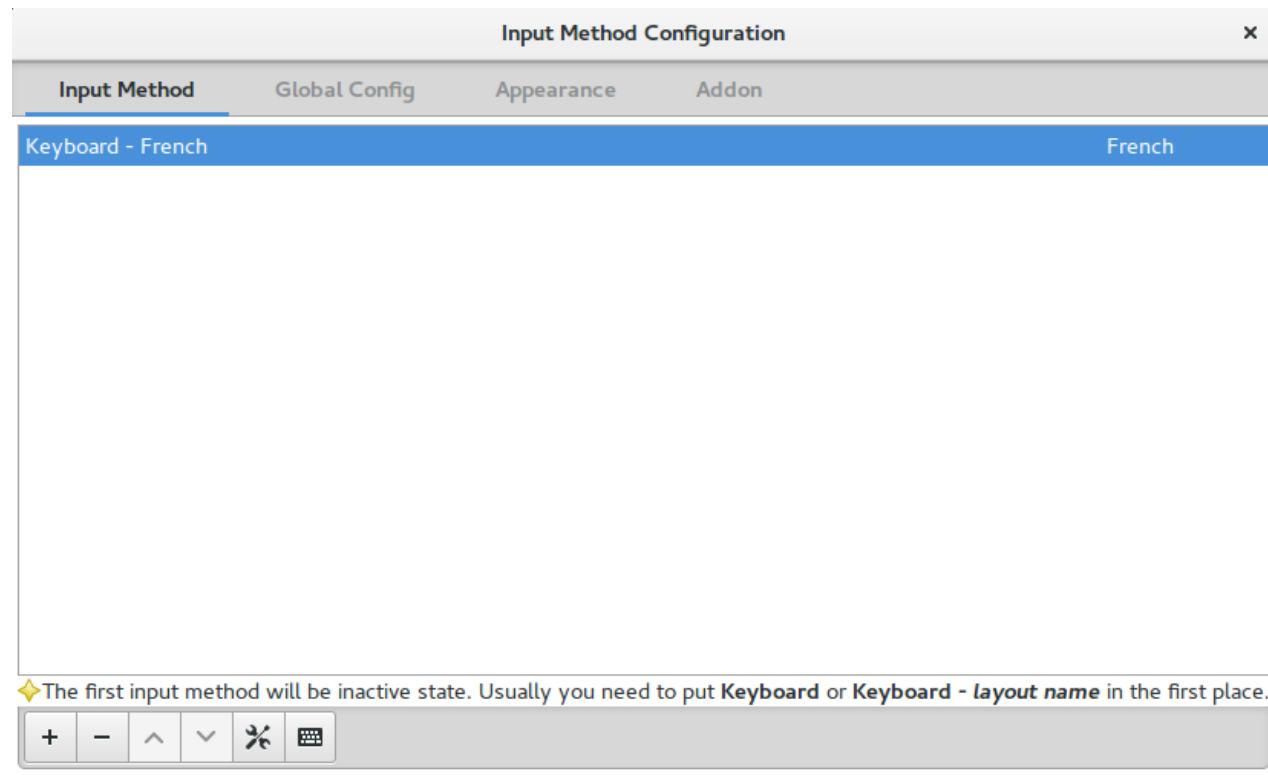 Input Method Configuration
Input Method Global Config Appearance Addon
Keyboard - French French
The first input method will be inactive state. Usually you need to put Keyboard or Keyboard - layout name in the first place.